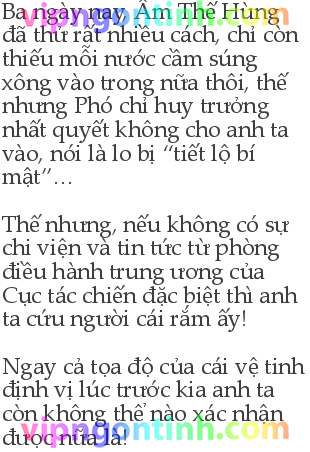 Ba ngày nay Âm Thế Hùng
vipngontinh.com
đã thử rất nhiều cách, chỉ còn
thiếu mỗi nước cầm súng
xông vào trong nữa thôi, thế
nhưng Phó chỉ huy trưởng
nhất quyết không cho anh ta
vào, nói là lo bị “tiết lộ bí
mật”…
Thế nhưng, nếu không có sự
chi viện và tin tức từ phòng
điều hành trung ương của
Cục tác chiến đặc biệt thì anh
ta cứu người cái rắm ấy!
Ngay cả tọa độ của cái vệ tinh
định vị lúc trước kia anh ta
còn không thể nào xác nhận
vipngontinh.com
được nữa là!